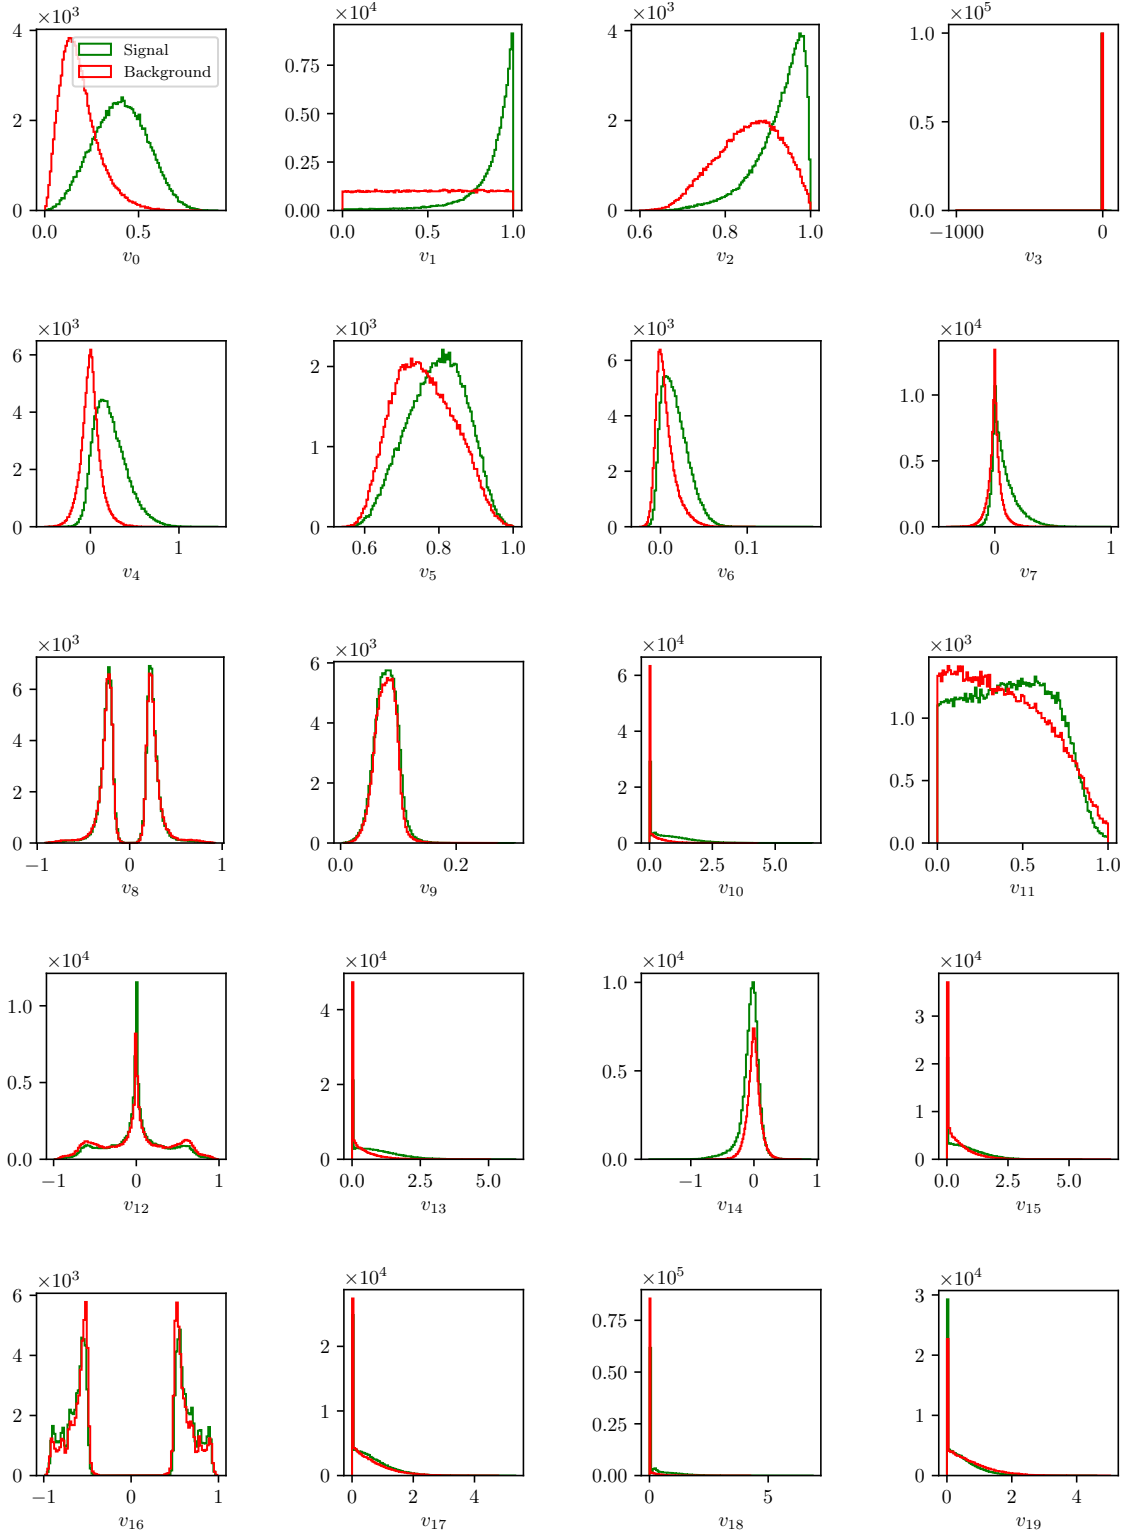 ×10³ ×10⁴ ×10³ ×10⁵
4 Signal Background 0.75 4 1.0
2 0.50 2 0.5
0.25
0 0.00 0 0.0
0.0 0.5 0.0 0.5 1.0 0.6 0.8 1.0 −1000 0
v₀ v₁ v₂ v₃
×10³ ×10³ ×10³ ×10⁴
6 2 6 1.0
4 1 4 0.5
2 2
0 0 0 0.0
0 1 0.6 0.8 1.0 0.0 0.1 0 1
v₄ v₅ v₆ v₇
×10³ ×10³ ×10⁴ ×10³
6 6 6 1.0
4 4 4 0.5
2 2 2
0 0 0 0.0
−1 0 1 0.0 0.2 0.0 2.5 5.0 0.0 0.5 1.0
v₈ v₉ v₁₀ v₁₁
×10⁴ ×10⁴ ×10⁴ ×10⁴
1.0 4 1.0 3
0.5 2 0.5 2
1
0.0 0 0.0 0
−1 0 1 0.0 2.5 5.0 −1 0 1 0.0 2.5 5.0
v₁₂ v₁₃ v₁₄ v₁₅
×10³ ×10⁴ ×10⁵ ×10⁴
6 2 0.75 3
4 1 0.50 2
2 0.25 1
0 0 0.00 0
−1 0 1 0 2 4 0 5 0 2 4
v₁₆ v₁₇ v₁₈ v₁₉